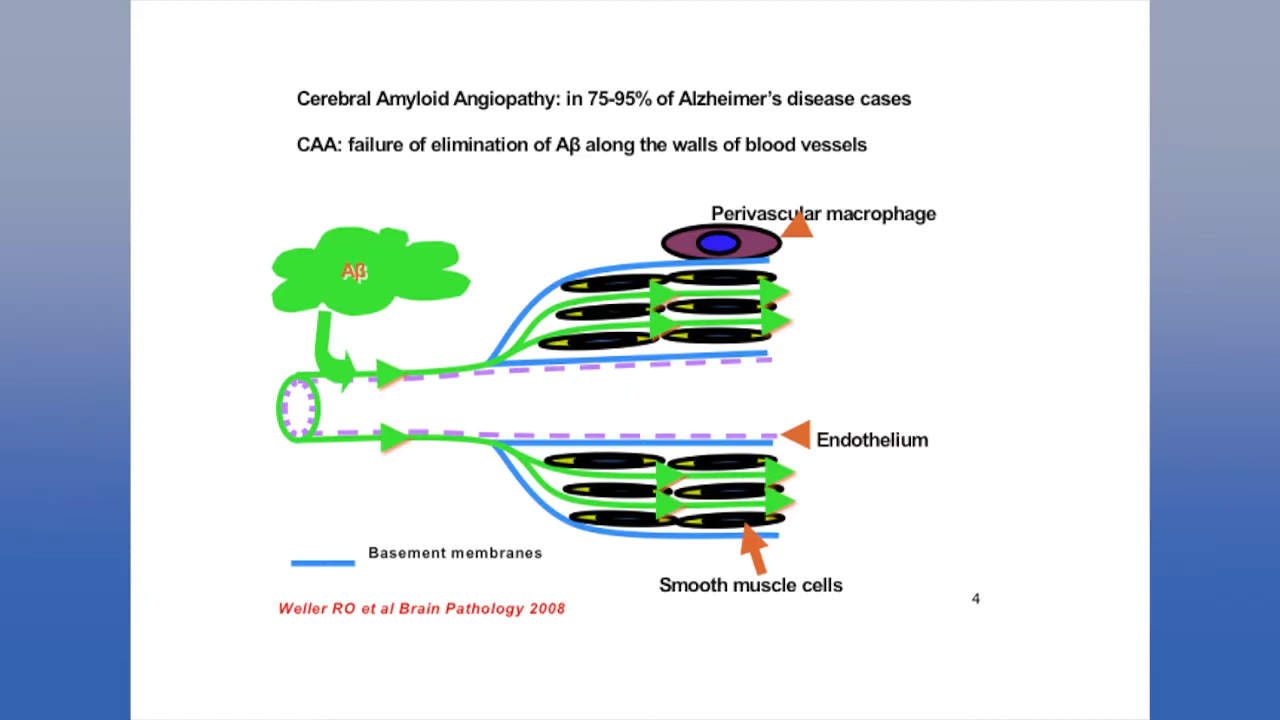 Cerebral Amyloid Angiopathy: in 75-95% of Alzheimer’s disease cases
CAA: failure of elimination of Aβ along the walls of blood vessels
Perivascular macrophage
Aβ
Endothelium
Basement membranes
Smooth muscle cells
Weller RO et al Brain Pathology 2008
4